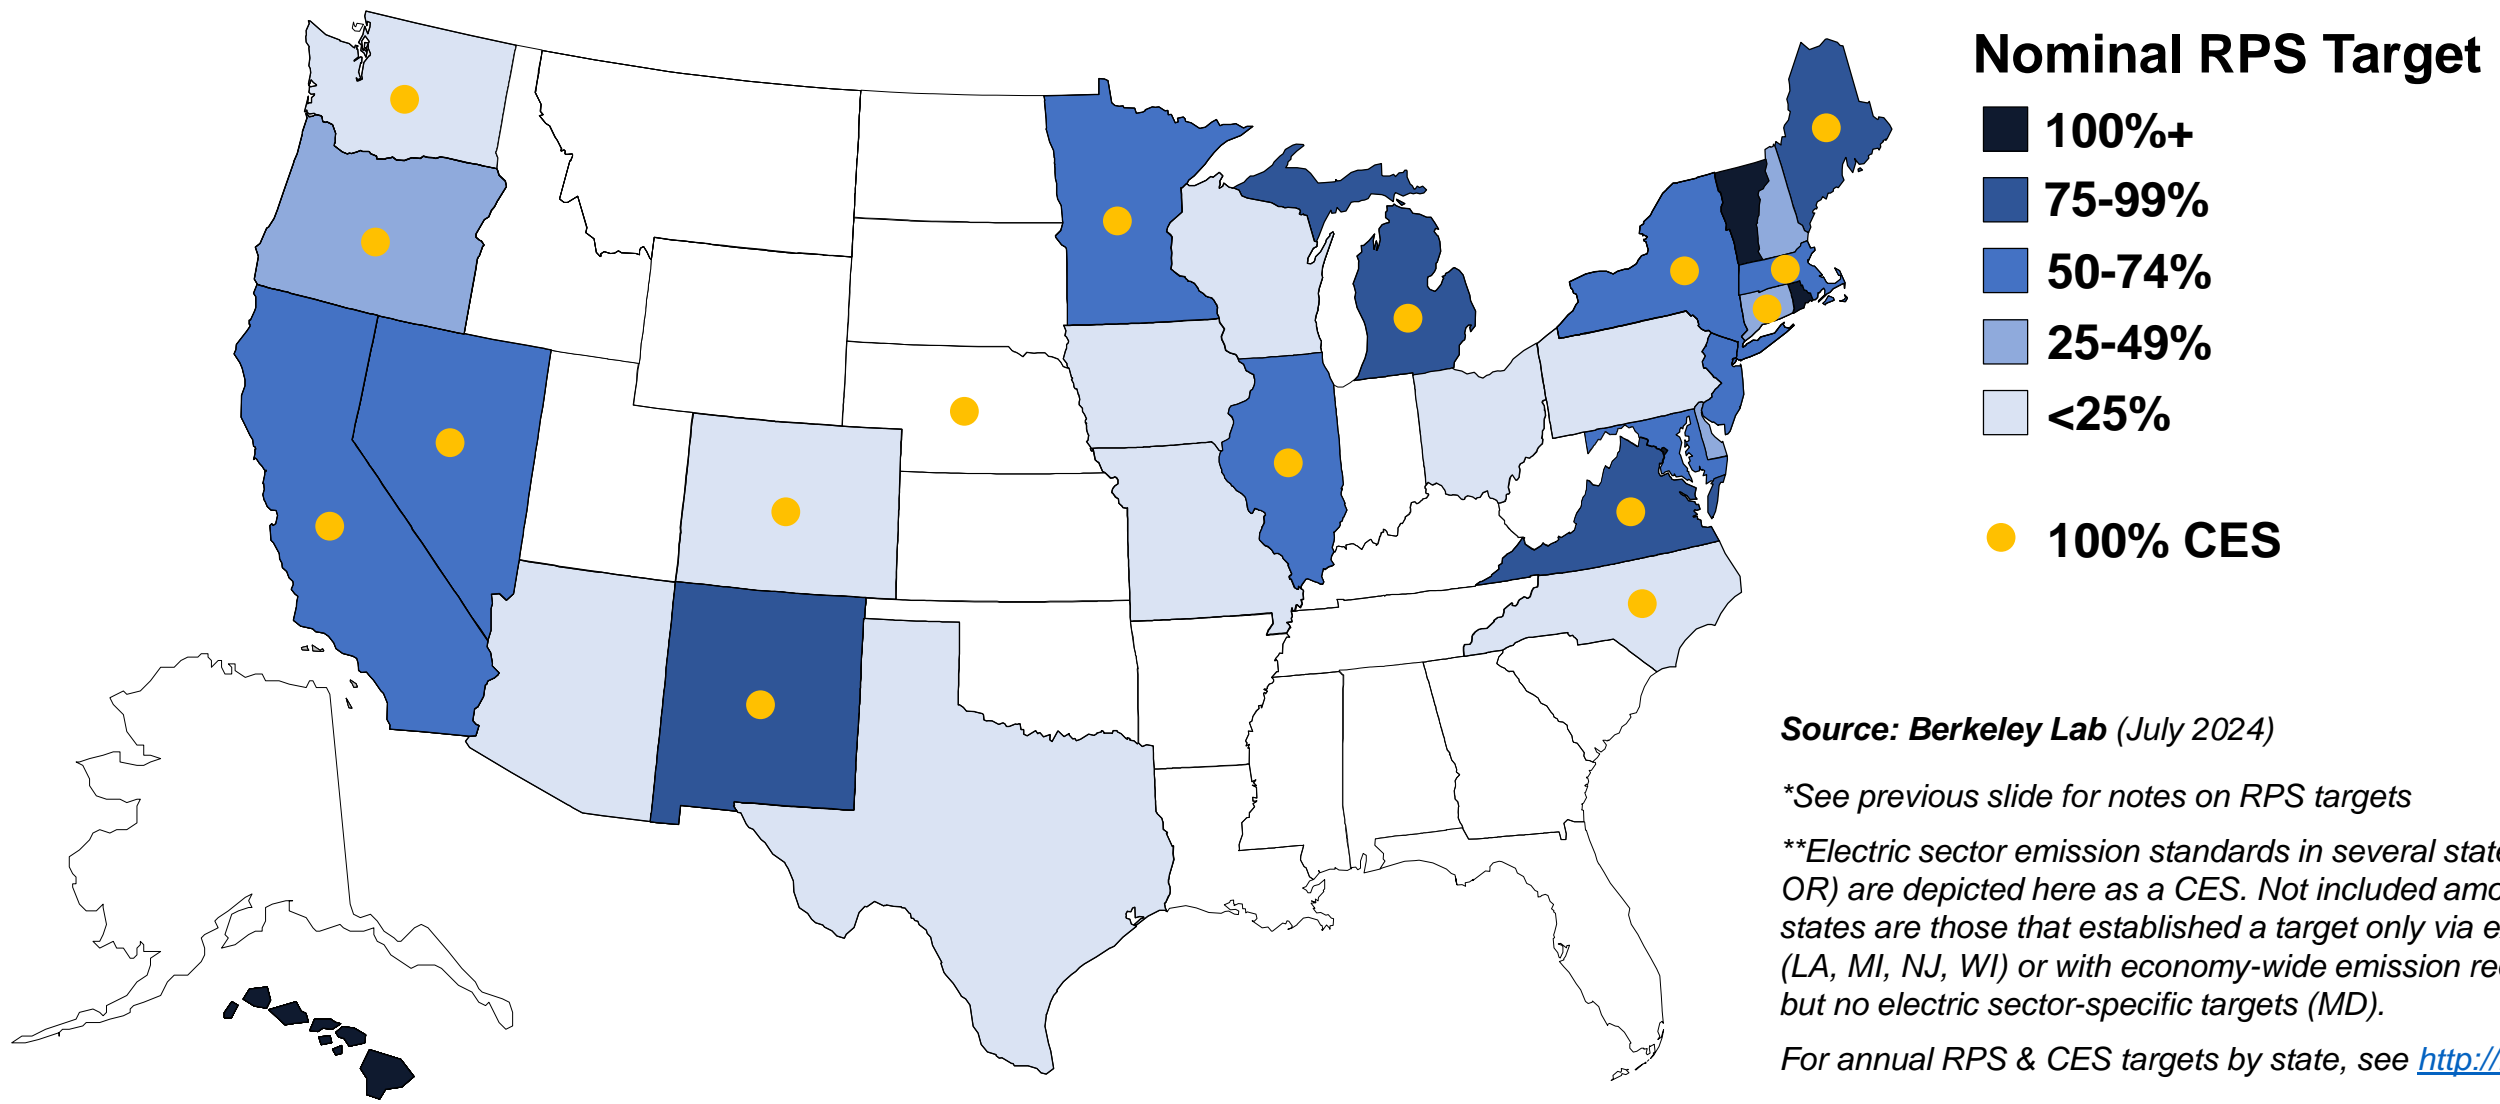 Nominal RPS Target
100%+
75-99%
50-74%
25-49%
<25%
100% CES
Source: Berkeley Lab (July 2024)
*See previous slide for notes on RPS targets
**Electric sector emission standards in several
OR) are depicted here as a CES. Not included
states are those that established a target only via
(LA, MI, NJ, WI) or with economy-wide emission
but no electric sector-specific targets (MD).
For annual RPS & CES targets by state, see http://